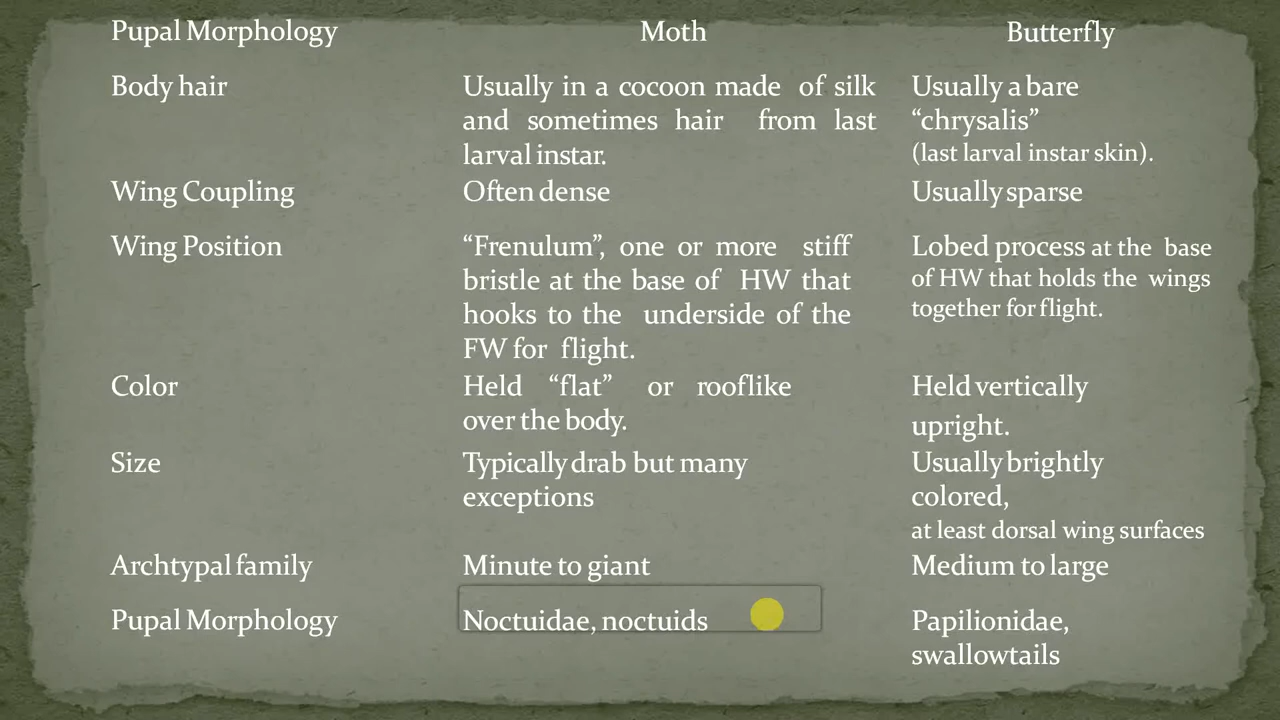 Pupal Morphology Moth Butterfly
Body hair Usually in a cocoon made of silk Usually a bare
and sometimes hair from last “chrysalis”
larval instar. (last larval instar skin).
Wing Coupling Often dense Usually sparse
Wing Position “Frenulum”, one or more stiff Lobed process at the base
bristle at the base of HW that of HW that holds the wings
hooks to the underside of the together for flight.
FW for flight.
Color Held “flat” or rooflike Held vertically
over the body. upright.
Size Typically drab but many Usually brightly
exceptions colored,
at least dorsal wing surfaces
Archtypal family Minute to giant Medium to large
Pupal Morphology Noctuidae, noctuids Papilionidae,
swallowtails